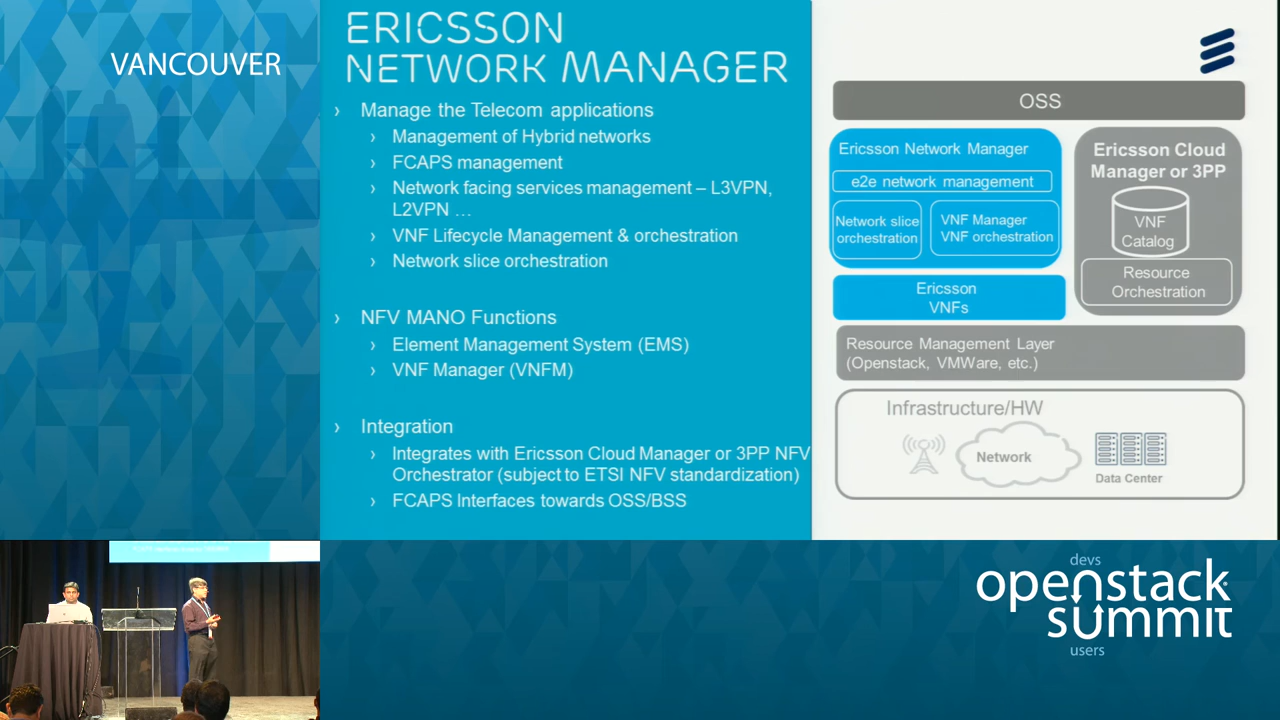 VANCOUVER
ERICSSON
NETWORK MANAGER
› Manage the Telecom applications
› Management of Hybrid networks
› FCAPS management
› Network facing services management – L3VPN,
L2VPN …
› VNF Lifecycle Management & orchestration
› Network slice orchestration
› NFV MANO Functions
› Element Management System (EMS)
› VNF Manager (VNFM)
› Integration
› Integrates with Ericsson Cloud Manager or 3PP NFV
Orchestrator (subject to ETSI NFV standardization)
› FCAPS Interfaces towards OSS/BSS
OSS
Ericsson Network Manager
e2e network management
Network slice
orchestration
VNF Manager
VNF orchestration
Ericsson Cloud
Manager or 3PP
VNF
Catalog
Resource
Orchestration
Ericsson
VNFs
Resource Management Layer
(Openstack, VMWare, etc.)
Infrastructure/HW
Network
Data Center
devs
openstack
summit
users